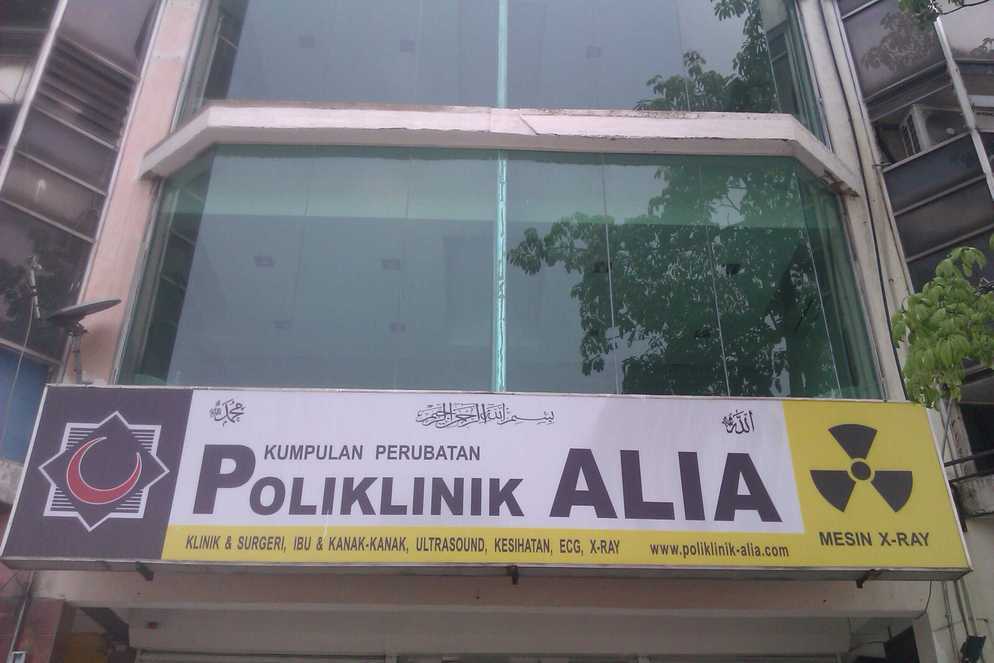 محمد
بسم الله الرحمن الرحيم
الله
KUMPULAN PERUBATAN
POLIKLINIK ALIA
KLINIK & SURGERI, IBU & KANAK-KANAK, ULTRASOUND, KESIHATAN, ECG, X-RAY
www.poliklinik-alia.com
MESIN X-RAY